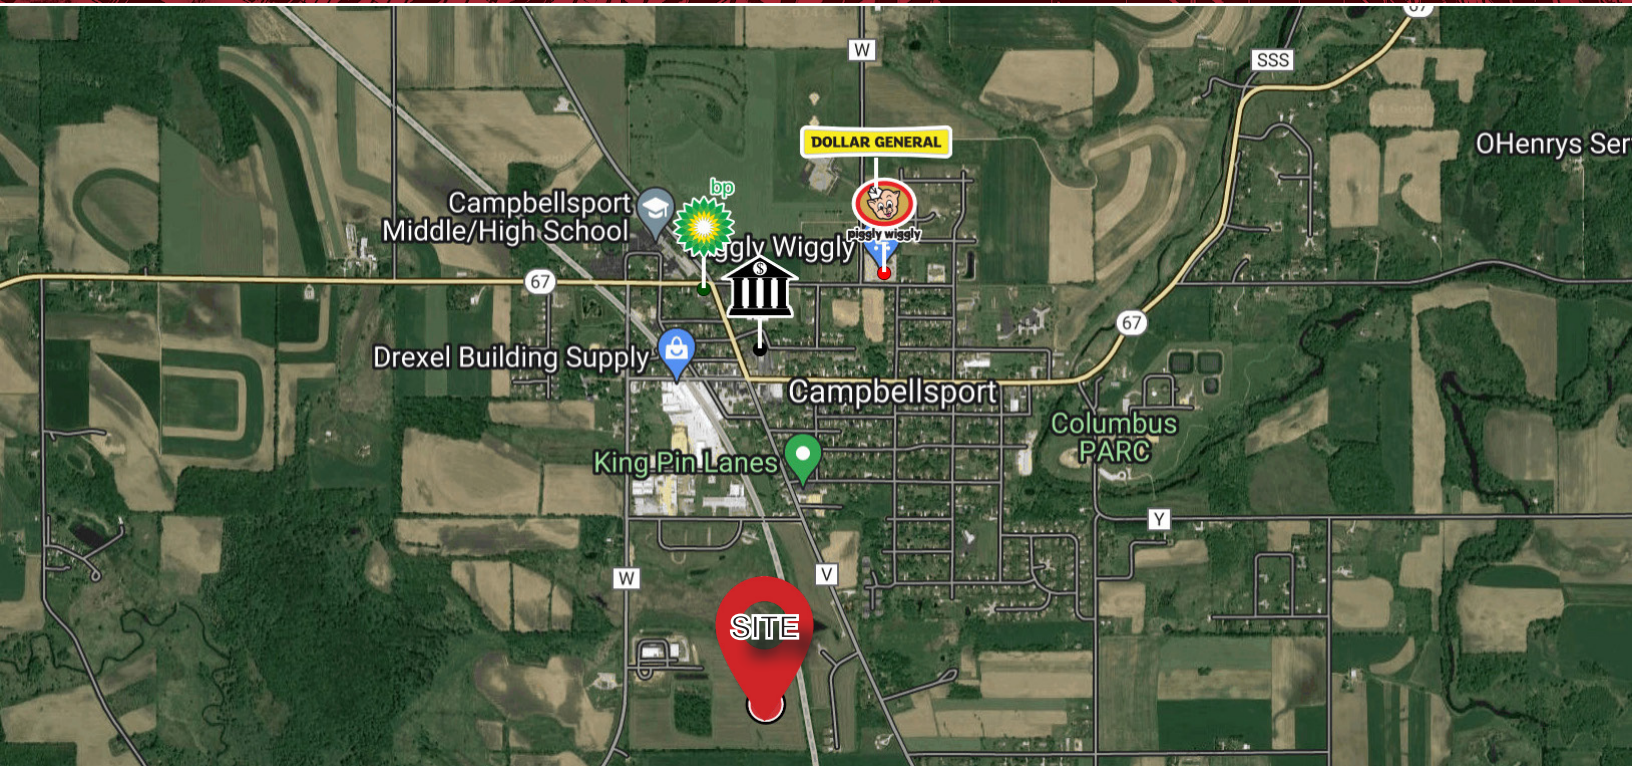 67
W
SSS
DOLLAR GENERAL
OHenrys Ser
bp
Campbellsport
Middle/High School
piggly wiggly
ggly Wiggly
$
67
67
Drexel Building Supply
Campbellsport
Columbus
PARC
King Pin Lanes
Y
W
V
SITE